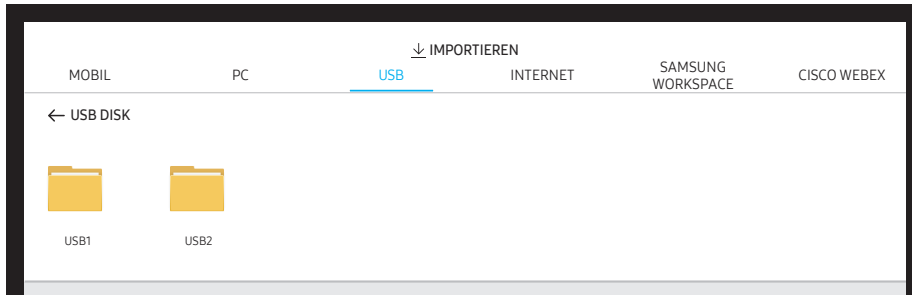 IMPORTIEREN
MOBIL
PC
USB
INTERNET
SAMSUNG
WORKSPACE
CISCO WEBEX
USB DISK
USB1
USB2